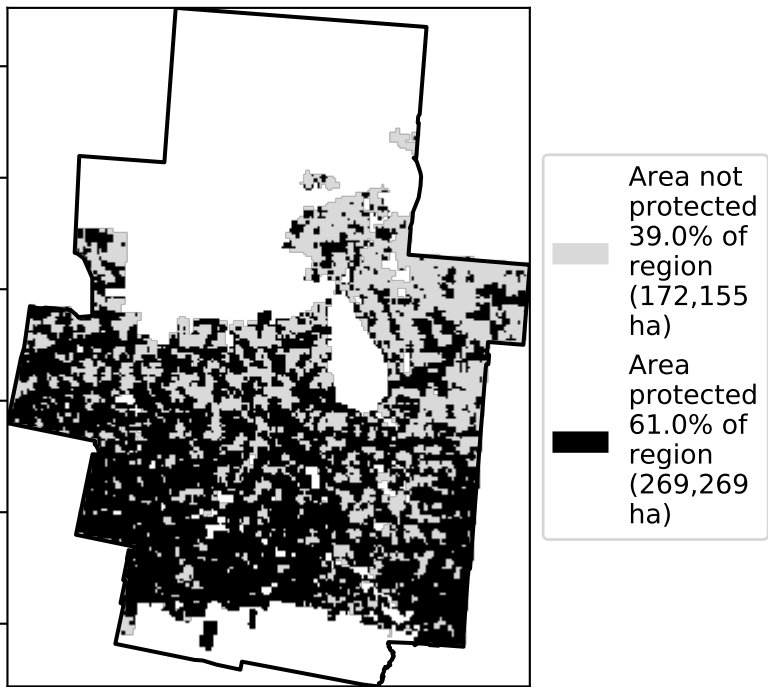 Area not
protected
39.0% of
region
(172,155
ha)
Area
protected
61.0% of
region
(269,269
ha)